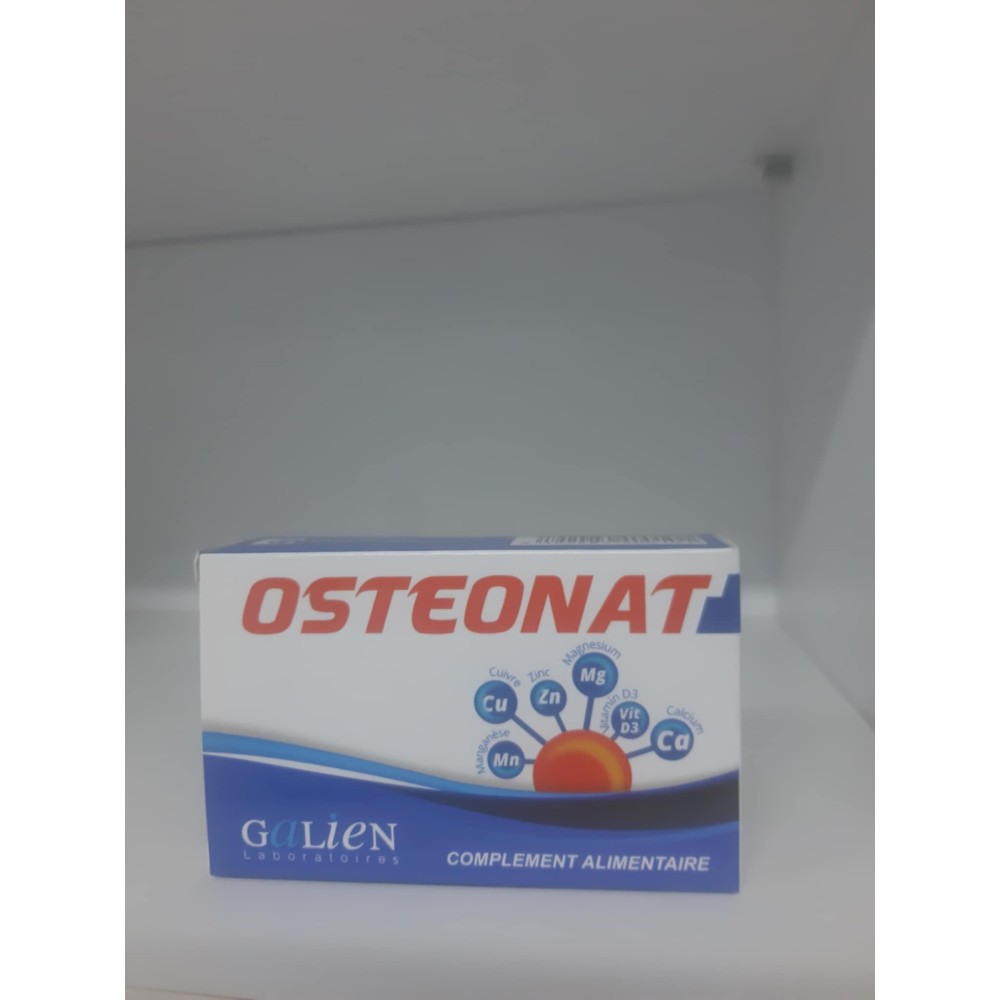 OSTEONAT
Magnesium
Mg
Zinc
Zn
Cuivre
Cu
Vitamin D3
Vit
D3
Calcium
Ca
Manganèse
Mn
GaLieN
Laboratoires
COMPLEMENT ALIMENTAIRE